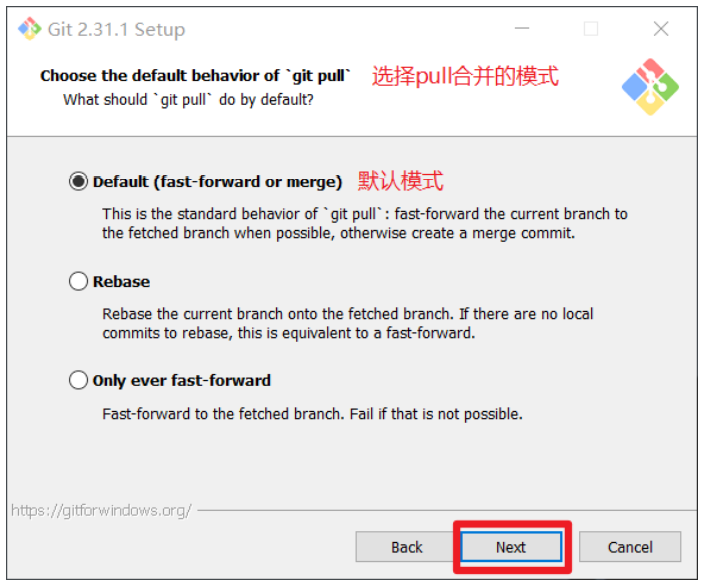 Git 2.31.1 Setup
Choose the default behavior of `git pull` 选择pull合并的模式
What should `git pull` do by default?
Default (fast-forward or merge) 默认模式
This is the standard behavior of `git pull`: fast-forward the current branch to
the fetched branch when possible, otherwise create a merge commit.
Rebase
Rebase the current branch onto the fetched branch. If there are no local
commits to rebase, this is equivalent to a fast-forward.
Only ever fast-forward
Fast-forward to the fetched branch. Fail if that is not possible.
https://gitforwindows.org/
Back Next Cancel